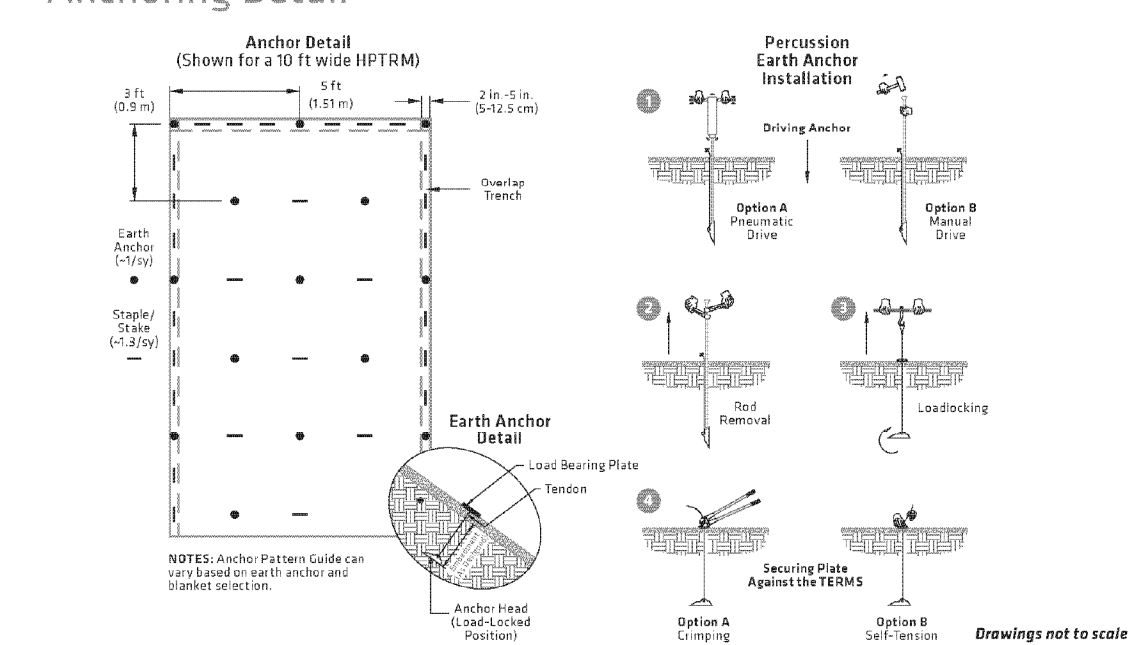 Anchoring Detail
Anchor Detail
(Shown for a 10 ft wide HPTRM)
3 ft
(0.9 m)
5 ft
(1.51 m)
2 in.-5 in.
(5-12.5 cm)
Overlap
Trench
Earth
Anchor
(~1/sy)
Staple/
Stake
(~1.3/sy)
NOTES: Anchor Pattern Guide can
vary based on earth anchor and
blanket selection.
Earth Anchor
Detail
Load Bearing Plate
Tendon
Anchor Head
(Load-Locked
Position)
Percussion
Earth Anchor
Installation
1
Driving Anchor
Option A
Pneumatic
Drive
Option B
Manual
Drive
2
Rod
Removal
3
Loadlocking
4
Securing Plate
Against the TERMS
Option A
Crimping
Option B
Self-Tension
Drawings not to scale